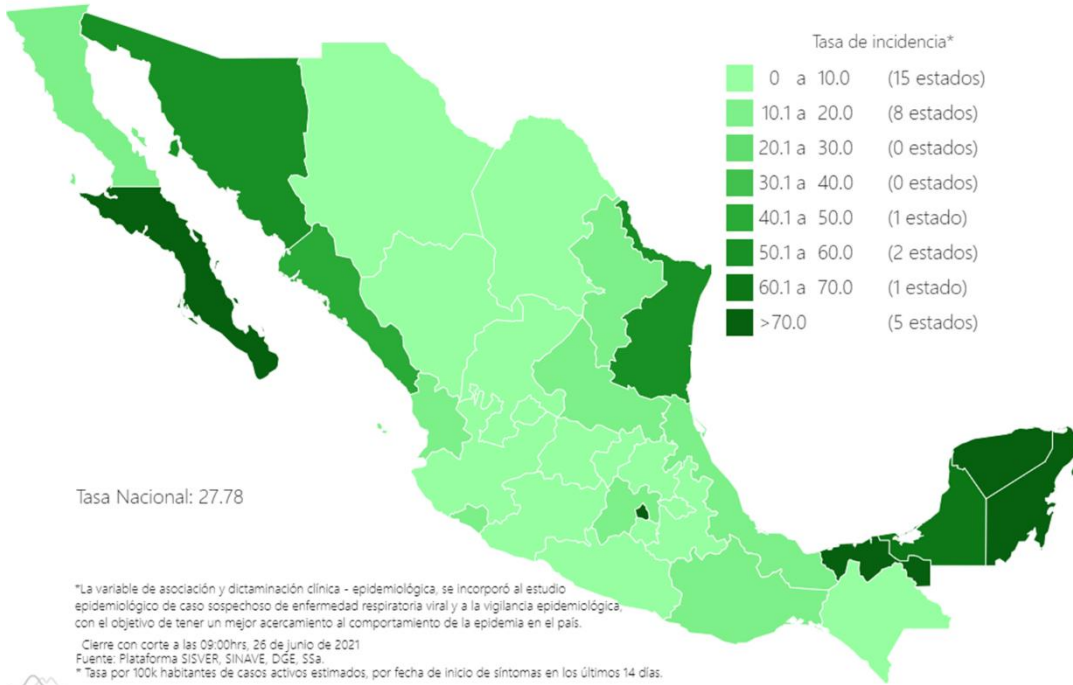 Tasa de incidencia*
0 a 10.0 (15 estados)
10.1 a 20.0 (8 estados)
20.1 a 30.0 (0 estados)
30.1 a 40.0 (0 estados)
40.1 a 50.0 (1 estado)
50.1 a 60.0 (2 estados)
60.1 a 70.0 (1 estado)
>70.0 (5 estados)
Tasa Nacional: 27.78
*La variable de asociación y dictaminación clínica - epidemiológica, se incorporó al estudio
epidemiológico de caso sospechoso de enfermedad respiratoria viral y a la vigilancia epidemiológica,
con el objetivo de tener un mejor acercamiento al comportamiento de la epidemia en el país.
Cierre con corte a las 09:00hrs, 26 de junio de 2021
Fuente: Plataforma SISVER, SINAVE, DGE, SSa.
* Tasa por 100k habitantes de casos activos estimados, por fecha de inicio de síntomas en los últimos 14 días.